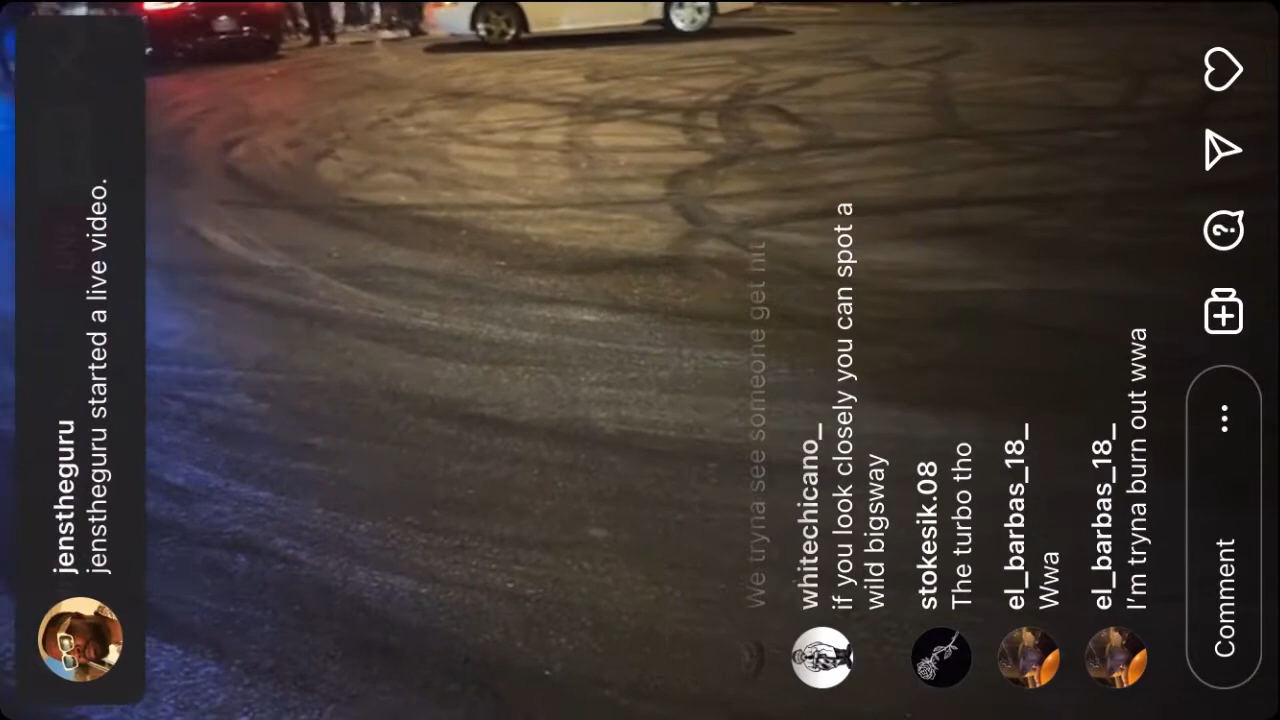 jenstheguru
jenstheguru started a live video.
We tryna see someone get hit
whitechicano_
if you look closely you can spot a
wild bigsway
stokesik.08
The turbo tho
el_barbas_18_
Wwa
el_barbas_18_
I'm tryna burn out wwa
Comment